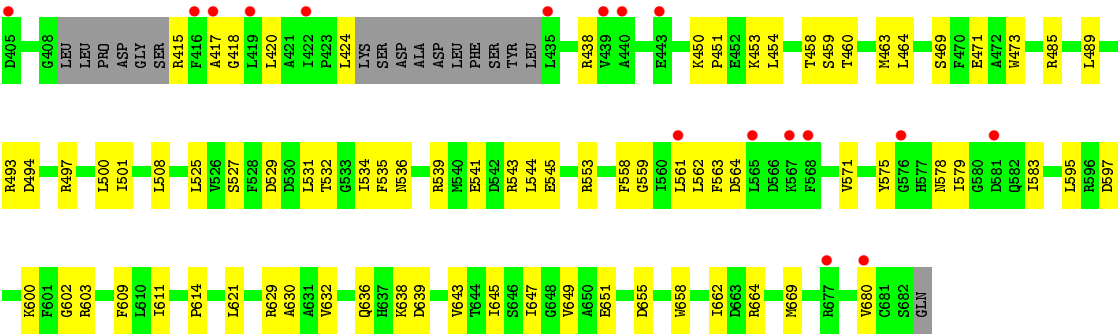 D405 G408 LEU LEU PRO ASP GLY SER R415 F416 A417 G418 L419 L420 A421 I422 P423 L424 LYS SER ASP ALA ASP LEU PHE SER TYR LEU L435 R438 V439 A440 E443 K450 P451 E452 K453 L454 T458 S459 T460 M463 L464 S469 F470 E471 A472 W473 R485 L489
R493 D494 R497 L500 I501 L508 L525 V526 S527 F528 D529 D530 L531 T532 G533 I534 F535 N536 R539 M540 E541 D542 R543 L544 E545 R553 F558 G559 I560 L561 L562 F563 D564 L565 D566 K567 F568 V571 Y575 G576 H577 N578 I579 G580 D581 Q582 I583 L595 R596 D597
K600 F601 G602 R603 F609 L610 I611 P614 L621 R629 A630 A631 V632 Q636 H637 K638 D639 V643 T644 I645 S646 I647 G648 V649 A650 E651 D655 W658 I662 D663 R664 M669 R677 V680 C681 S682 GLN